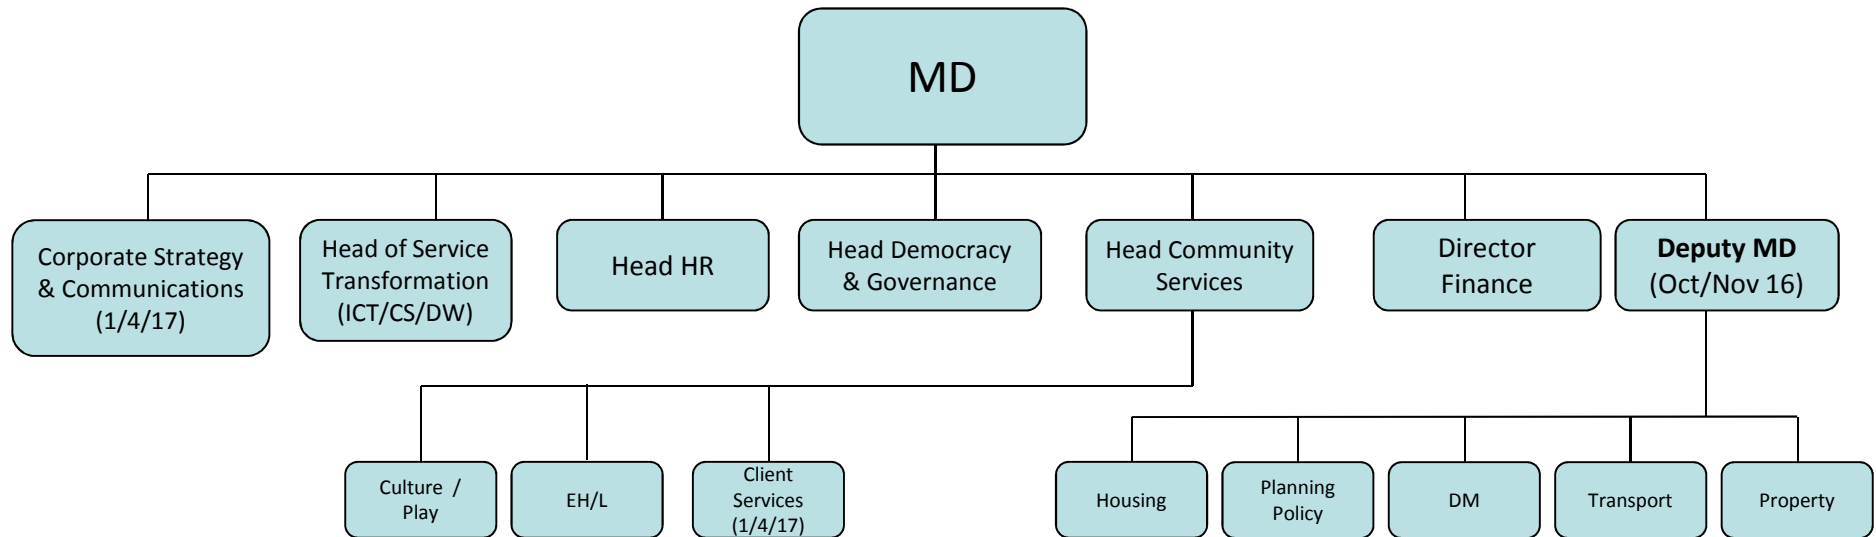 MD
Corporate Strategy
& Communications
(1/4/17)
Head of Service
Transformation
(ICT/CS/DW)
Head HR
Head Democracy
& Governance
Head Community
Services
Director
Finance
Deputy MD
(Oct/Nov 16)
Culture /
Play
EH/L
Client
Services
(1/4/17)
Housing
Planning
Policy
DM
Transport
Property